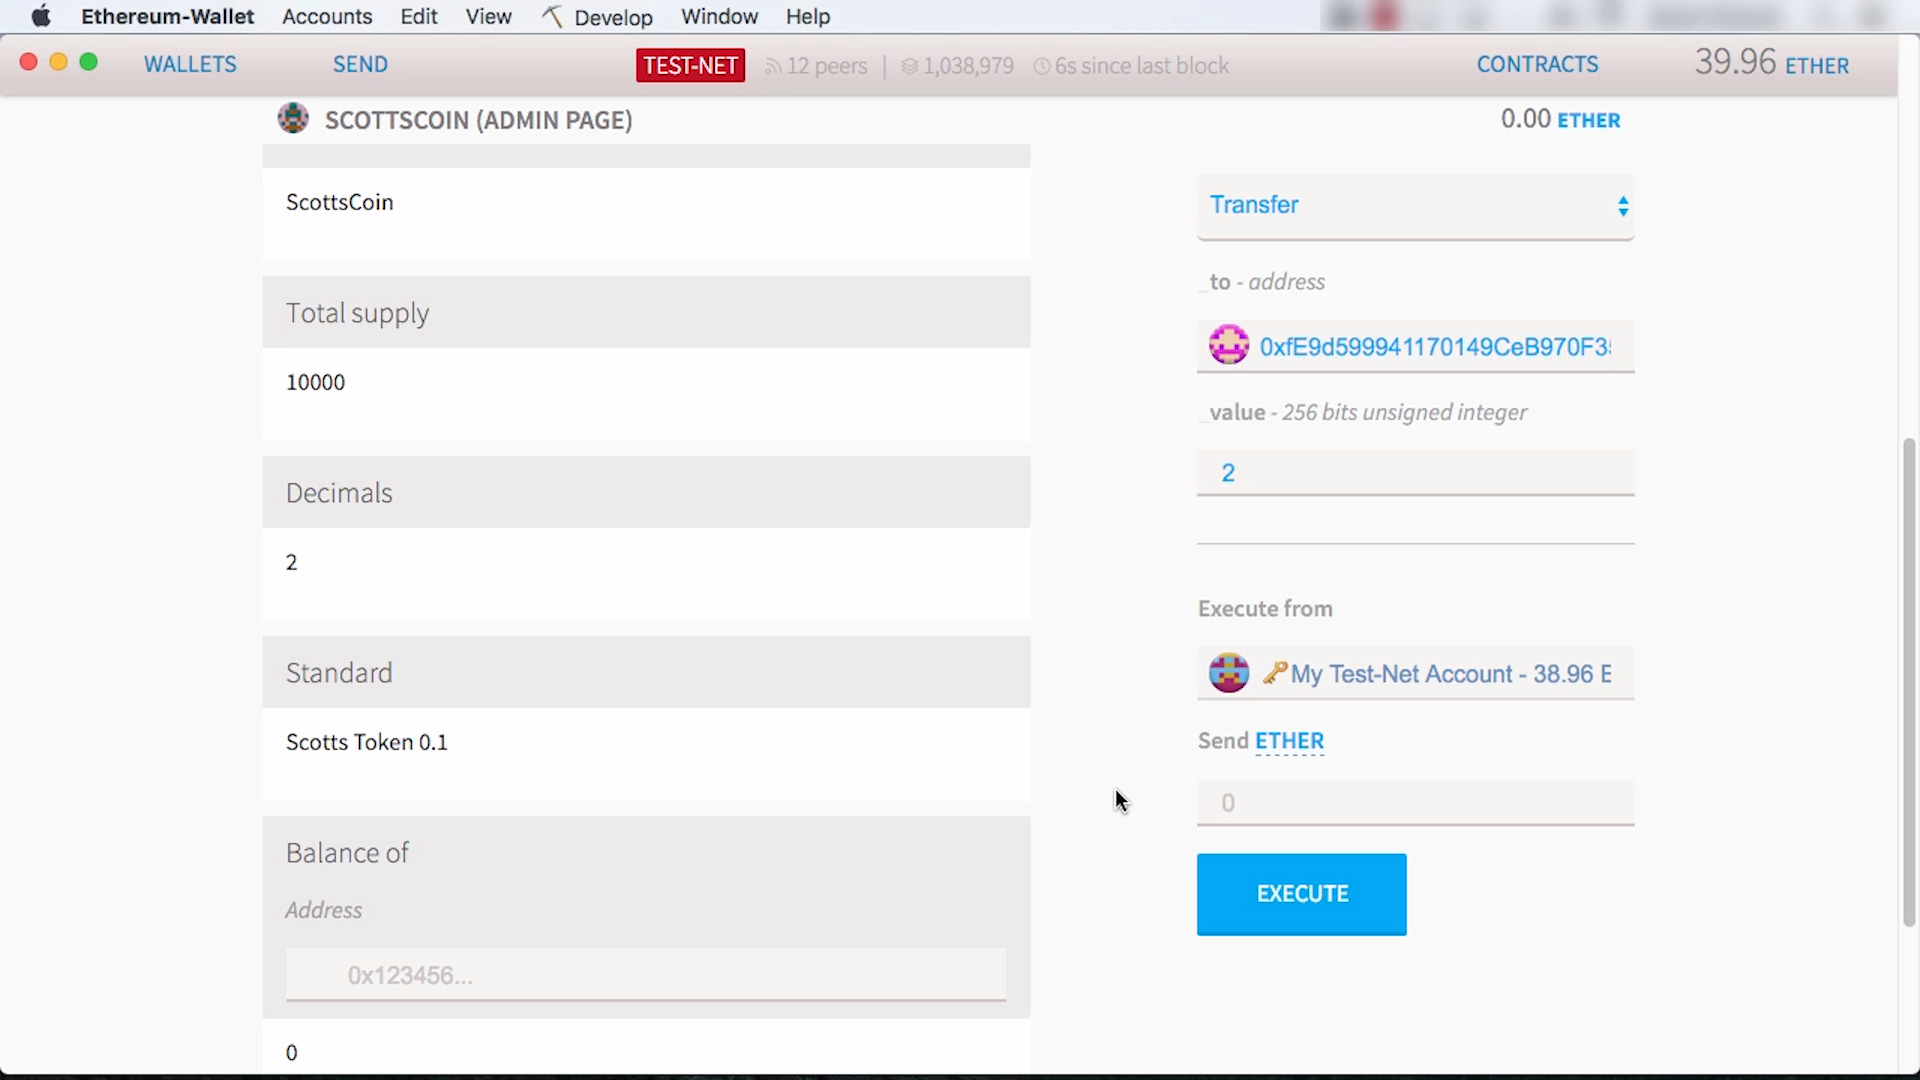 Ethereum-Wallet Accounts Edit View Develop Window Help
WALLETS SEND TEST-NET 12 peers | 1,038,979 6s since last block CONTRACTS 39.96 ETHER
SCOTTSCOIN (ADMIN PAGE) 0.00 ETHER
ScottsCoin
Total supply
10000
Decimals
2
Standard
Scotts Token 0.1
Balance of
Address
0x123456...
0
Transfer
_to - address
0xfE9d599941170149CeB970F3
_value - 256 bits unsigned integer
2
Execute from
My Test-Net Account - 38.96 E
Send ETHER
0
EXECUTE